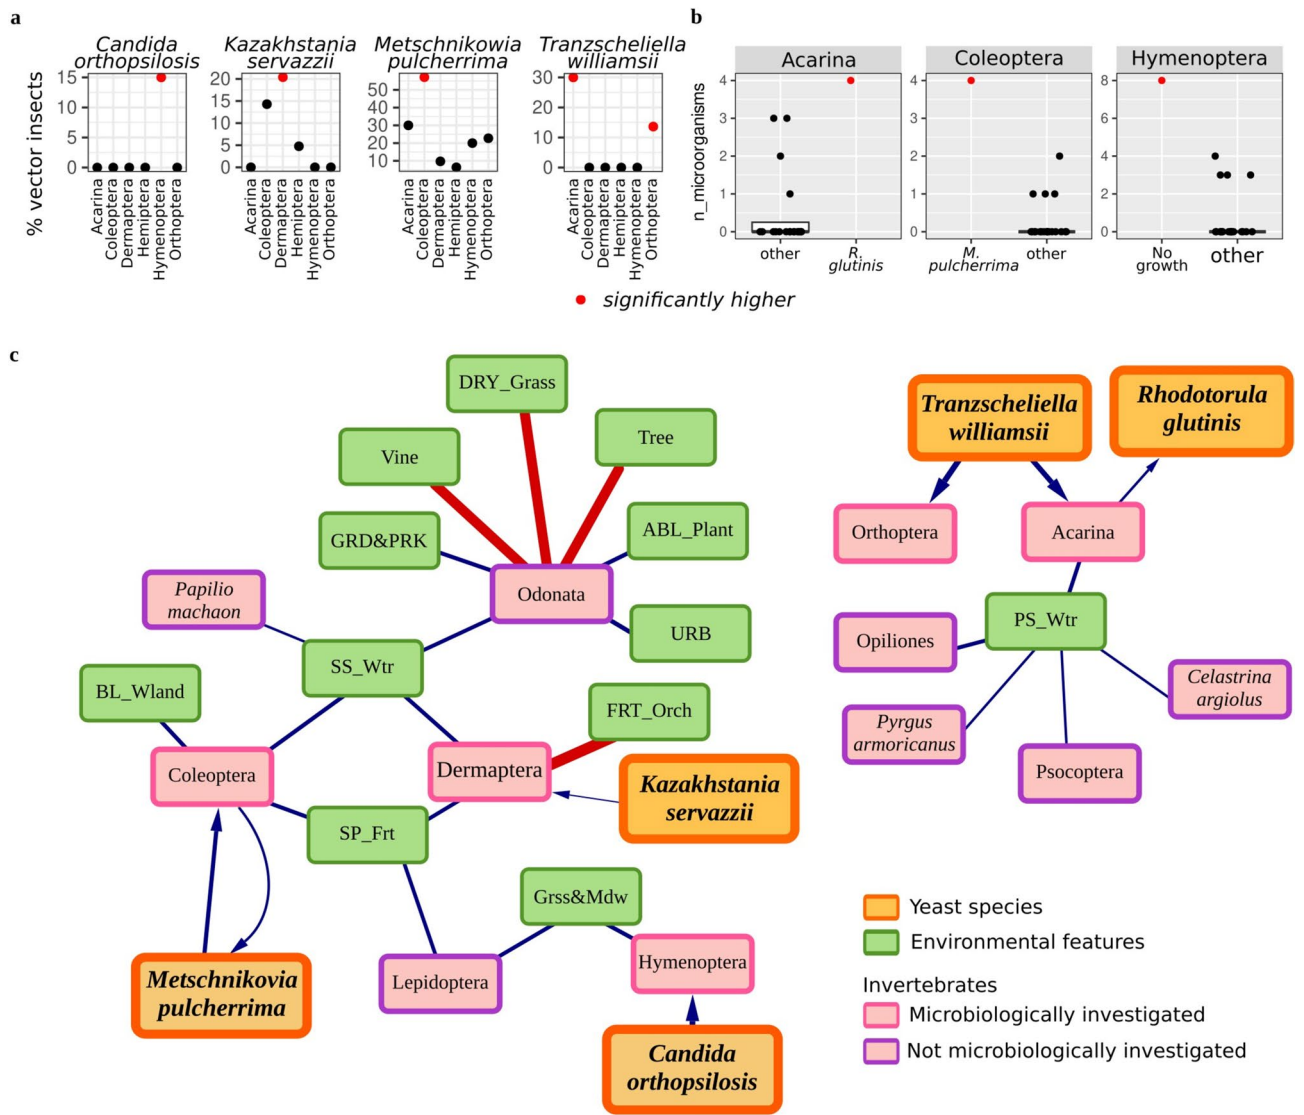 a
Candida
orthopsilosis
Kazakhstania
servazzii
Metschnikowia
pulcherrima
Tranzscheliella
williamsii
% vector insects
15
10
5
0
20
15
10
5
0
50
30
10
30
20
10
0
Acarina
Coleoptera
Dermaptera
Hemiptera
Hymenoptera
Orthoptera
Acarina
Coleoptera
Dermaptera
Hemiptera
Hymenoptera
Orthoptera
Acarina
Coleoptera
Dermaptera
Hemiptera
Hymenoptera
Orthoptera
Acarina
Coleoptera
Dermaptera
Hemiptera
Hymenoptera
Orthoptera
b
Acarina
Coleoptera
Hymenoptera
n_microorganisms
4
3
2
1
0
4
3
2
1
0
8
6
4
2
0
other
R.
glutinis
M.
pulcherrima
other
No
growth
other
significantly higher
c
DRY_Grass
Tree
Vine
GRD&PRK
ABL_Plant
Odonata
Papilio
machaon
URB
SS_Wtr
BL_Wland
FRT_Orch
Coleoptera
Dermaptera
Kazakhstania
servazzii
SP_Frt
Grss&Mdw
Metschnikovia
pulcherrima
Lepidoptera
Hymenoptera
Candida
orthopsilosis
Tranzscheliella
williamsii
Rhodotorula
glutinis
Orthoptera
Acarina
PS_Wtr
Opiliones
Celastrina
argiolus
Pyrgus
armoricanus
Psocoptera
Yeast species
Environmental features
Invertebrates
Microbiologically investigated
Not microbiologically investigated